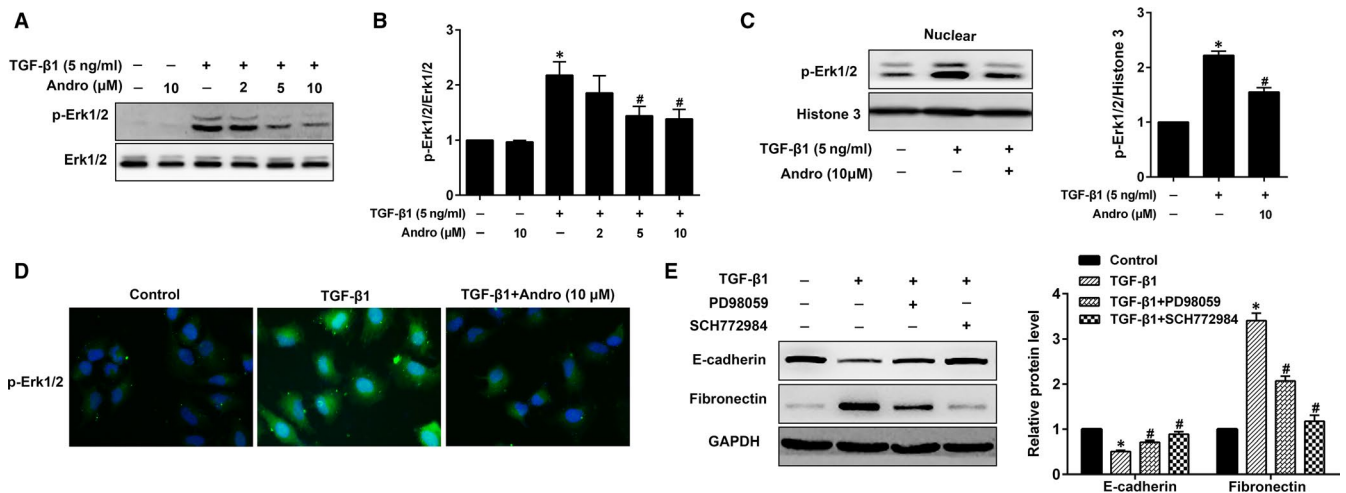 A
TGF-β1 (5 ng/ml) – – + + + +
Andro (μM) – 10 – 2 5 10
p-Erk1/2
Erk1/2
B
p-Erk1/2/Erk1/2
3
2
1
0
* # #
TGF-β1 (5 ng/ml) – – + + + +
Andro (μM) – 10 – 2 5 10
C
Nuclear
p-Erk1/2
Histone 3
TGF-β1 (5 ng/ml) – + +
Andro (10μM) – – +
p-Erk1/2/Histone 3
3
2
1
0
* #
TGF-β1 (5 ng/ml) – + +
Andro (μM) – – 10
D
Control TGF-β1 TGF-β1+Andro (10 μM)
p-Erk1/2
E
TGF-β1 – + + +
PD98059 – – + –
SCH772984 – – – +
E-cadherin
Fibronectin
GAPDH
Control
TGF-β1
TGF-β1+PD98059
TGF-β1+SCH772984
Relative protein level
4
3
2
1
0
* # # * # #
E-cadherin Fibronectin